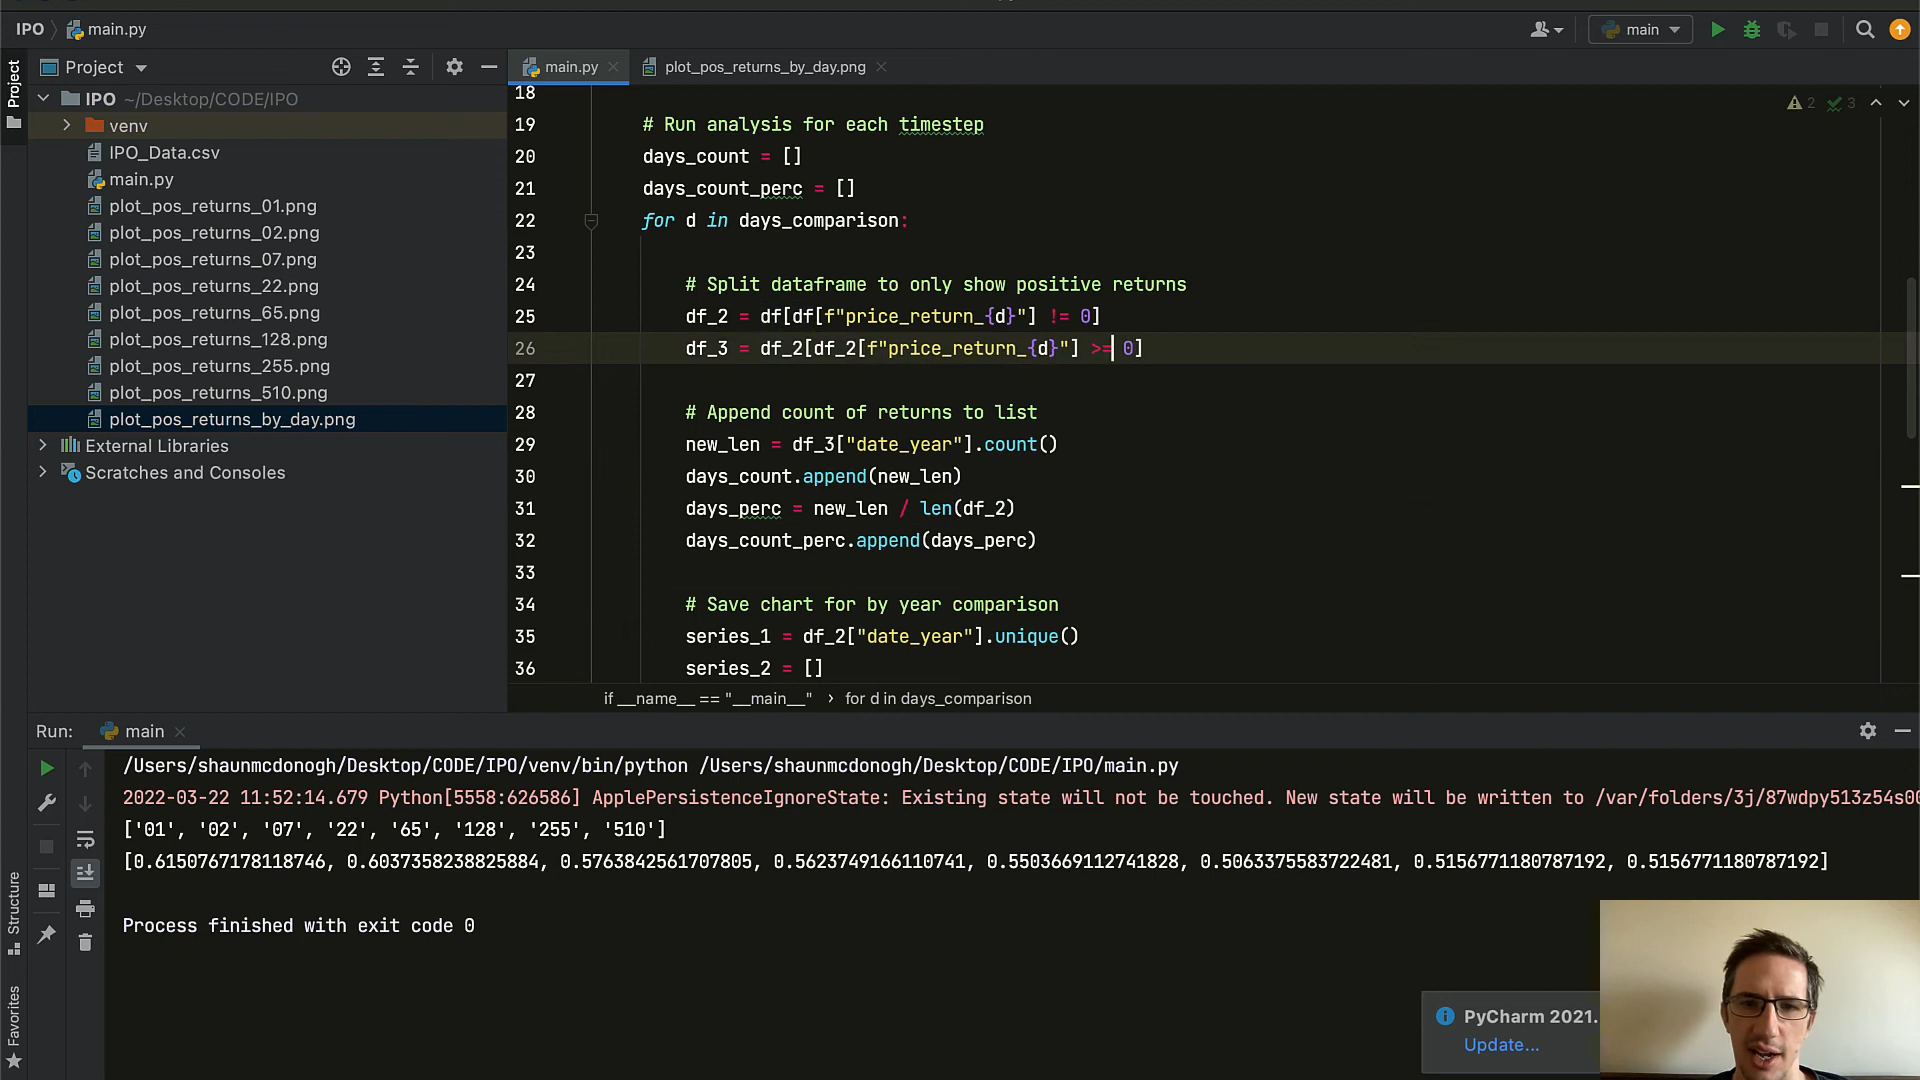 IPO main.py
main
Project
main.py
plot_pos_returns_by_day.png
Project
IPO ~/Desktop/CODE/IPO
venv
IPO_Data.csv
main.py
plot_pos_returns_01.png
plot_pos_returns_02.png
plot_pos_returns_07.png
plot_pos_returns_22.png
plot_pos_returns_65.png
plot_pos_returns_128.png
plot_pos_returns_255.png
plot_pos_returns_510.png
plot_pos_returns_by_day.png
External Libraries
Scratches and Consoles
2 3
18
19 # Run analysis for each timestep
20 days_count = []
21 days_count_perc = []
22 for d in days_comparison:
23
24 # Split dataframe to only show positive returns
25 df_2 = df[df[f"price_return_{d}"] != 0]
26 df_3 = df_2[df_2[f"price_return_{d}"] >= 0]
27
28 # Append count of returns to list
29 new_len = df_3["date_year"].count()
30 days_count.append(new_len)
31 days_perc = new_len / len(df_2)
32 days_count_perc.append(days_perc)
33
34 # Save chart for by year comparison
35 series_1 = df_2["date_year"].unique()
36 series_2 = []
if __name__ == "__main__" › for d in days_comparison
Run: main
/Users/shaunmcdonogh/Desktop/CODE/IPO/venv/bin/python /Users/shaunmcdonogh/Desktop/CODE/IPO/main.py
2022-03-22 11:52:14.679 Python[5558:626586] ApplePersistenceIgnoreState: Existing state will not be touched. New state will be written to /var/folders/3j/87wdpy513z54s00
['01', '02', '07', '22', '65', '128', '255', '510']
[0.6150767178118746, 0.6037358238825884, 0.5763842561707805, 0.5623749166110741, 0.5503669112741828, 0.5063375583722481, 0.5156771180787192, 0.5156771180787192]
Process finished with exit code 0
Structure
Favorites
PyCharm 2021.
Update...